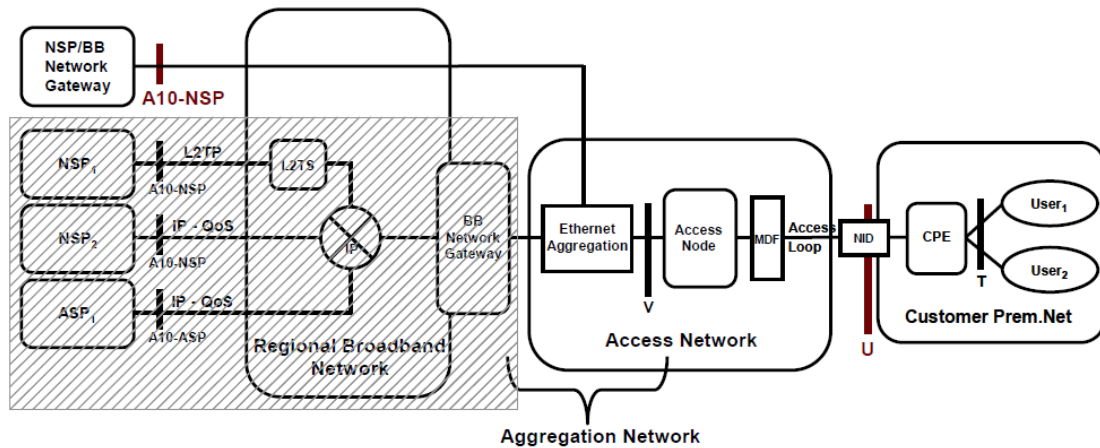 NSP/BB
Network
Gateway
A10-NSP
NSP1
L2TP
L2TS
A10-NSP
NSP2
IP - QoS
IP
A10-NSP
ASP1
IP - QoS
A10-ASP
BB
Network
Gateway
Regional Broadband
Network
Ethernet
Aggregation
V
Access
Node
MDF
Access
Loop
Access Network
NID
U
CPE
T
User1
User2
Customer Prem.Net
Aggregation Network